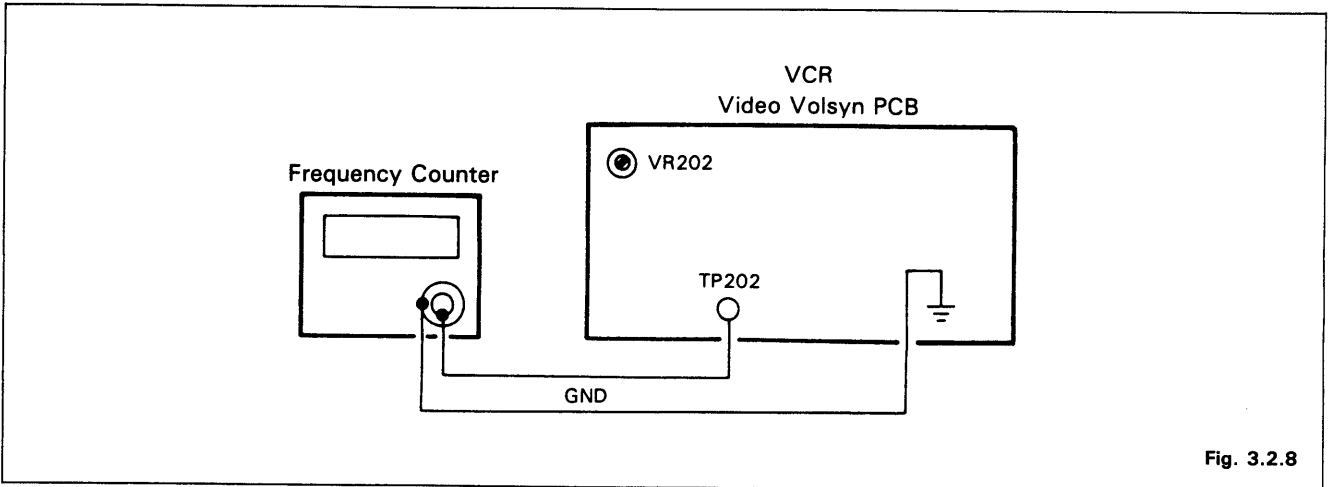 VCR
Video Volsyn PCB
Frequency Counter
VR202
TP202
GND
Fig. 3.2.8